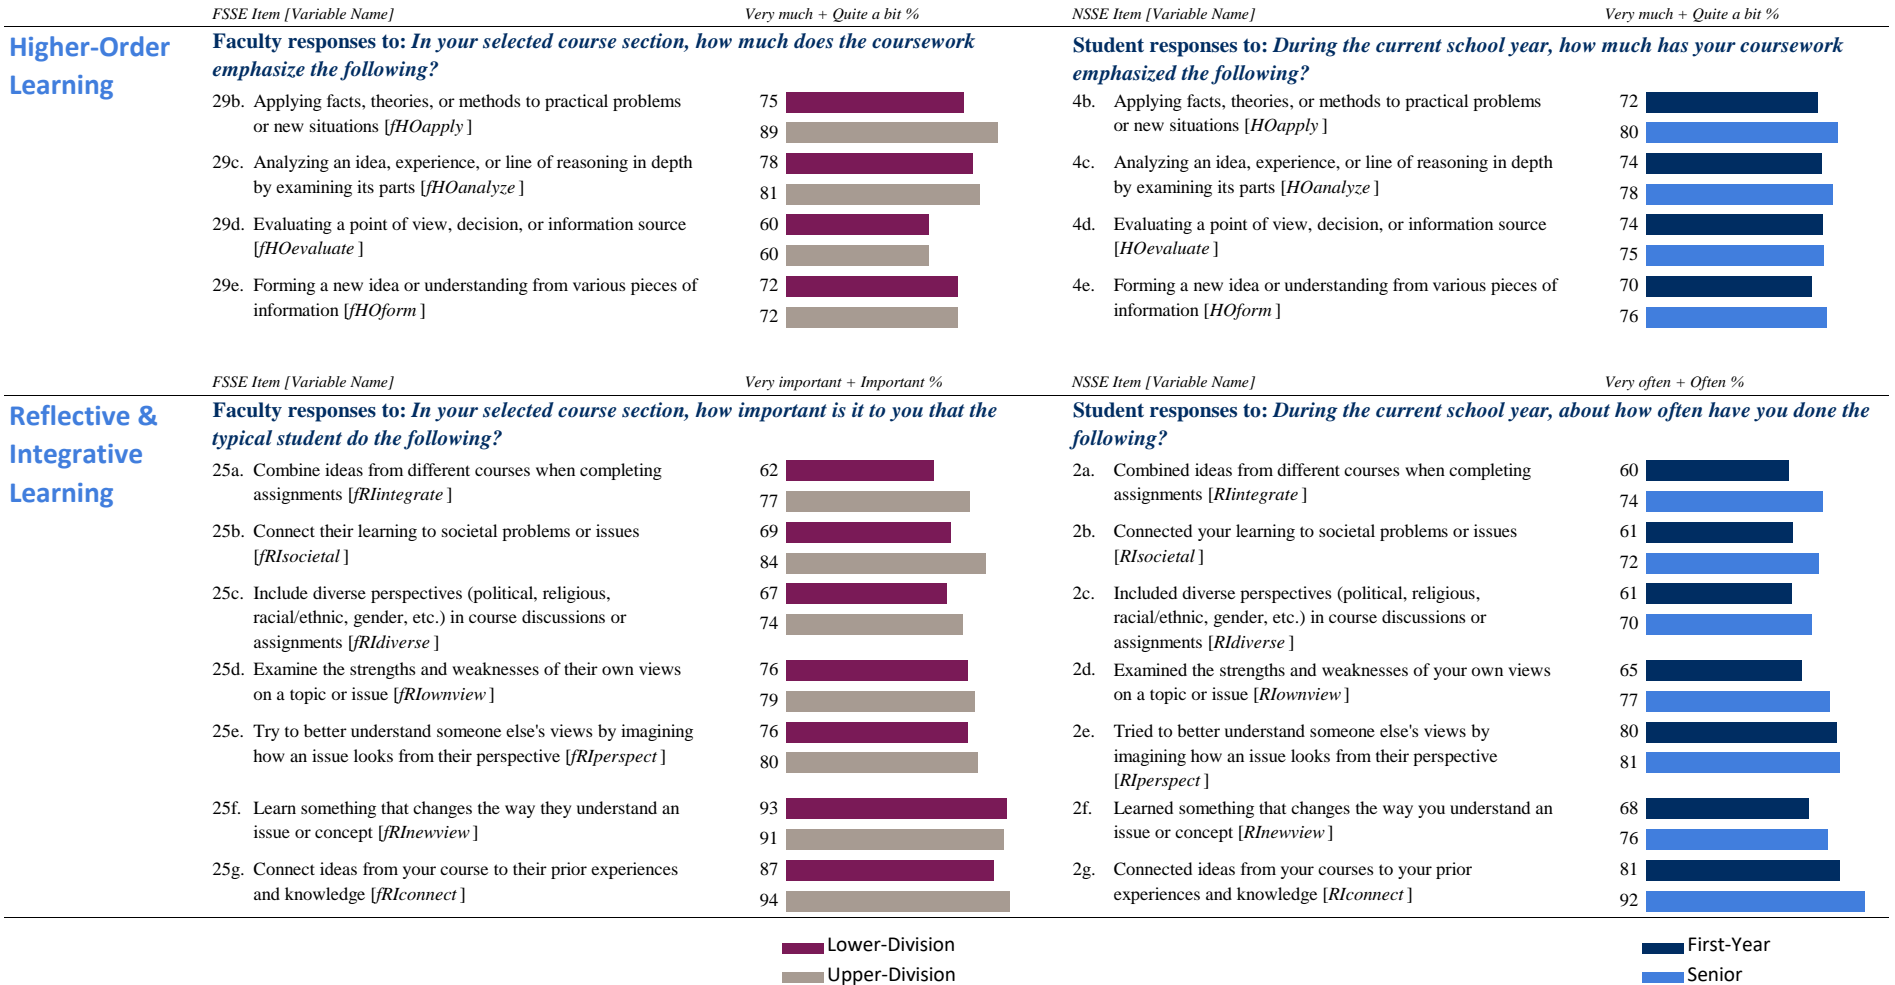 FSSE Item [Variable Name]
Very much + Quite a bit %
NSSE Item [Variable Name]
Very much + Quite a bit %
Higher-Order
Learning
Faculty responses to: In your selected course section, how much does the coursework
emphasize the following?
29b. Applying facts, theories, or methods to practical problems
or new situations [fHOapply ]
75
89
29c. Analyzing an idea, experience, or line of reasoning in depth
by examining its parts [fHOanalyze ]
78
81
29d. Evaluating a point of view, decision, or information source
[fHOevaluate ]
60
60
29e. Forming a new idea or understanding from various pieces of
information [fHOform ]
72
72
Student responses to: During the current school year, how much has your coursework
emphasized the following?
4b. Applying facts, theories, or methods to practical problems
or new situations [HOapply ]
72
80
4c. Analyzing an idea, experience, or line of reasoning in depth
by examining its parts [HOanalyze ]
74
78
4d. Evaluating a point of view, decision, or information source
[HOevaluate ]
74
75
4e. Forming a new idea or understanding from various pieces of
information [HOform ]
70
76
FSSE Item [Variable Name]
Very important + Important %
NSSE Item [Variable Name]
Very often + Often %
Reflective &
Integrative
Learning
Faculty responses to: In your selected course section, how important is it to you that the
typical student do the following?
25a. Combine ideas from different courses when completing
assignments [fRIintegrate ]
62
77
25b. Connect their learning to societal problems or issues
[fRIsocietal ]
69
84
25c. Include diverse perspectives (political, religious,
racial/ethnic, gender, etc.) in course discussions or
assignments [fRIdiverse ]
67
74
25d. Examine the strengths and weaknesses of their own views
on a topic or issue [fRIownview ]
76
79
25e. Try to better understand someone else's views by imagining
how an issue looks from their perspective [fRIperspect ]
76
80
25f. Learn something that changes the way they understand an
issue or concept [fRInewview ]
93
91
25g. Connect ideas from your course to their prior experiences
and knowledge [fRIconnect ]
87
94
Student responses to: During the current school year, about how often have you done the
following?
2a. Combined ideas from different courses when completing
assignments [RIintegrate ]
60
74
2b. Connected your learning to societal problems or issues
[RIsocietal ]
61
72
2c. Included diverse perspectives (political, religious,
racial/ethnic, gender, etc.) in course discussions or
assignments [RIdiverse ]
61
70
2d. Examined the strengths and weaknesses of your own views
on a topic or issue [RIownview ]
65
77
2e. Tried to better understand someone else's views by
imagining how an issue looks from their perspective
[RIperspect ]
80
81
2f. Learned something that changes the way you understand an
issue or concept [RInewview ]
68
76
2g. Connected ideas from your courses to your prior
experiences and knowledge [RIconnect ]
81
92
Lower-Division
Upper-Division
First-Year
Senior